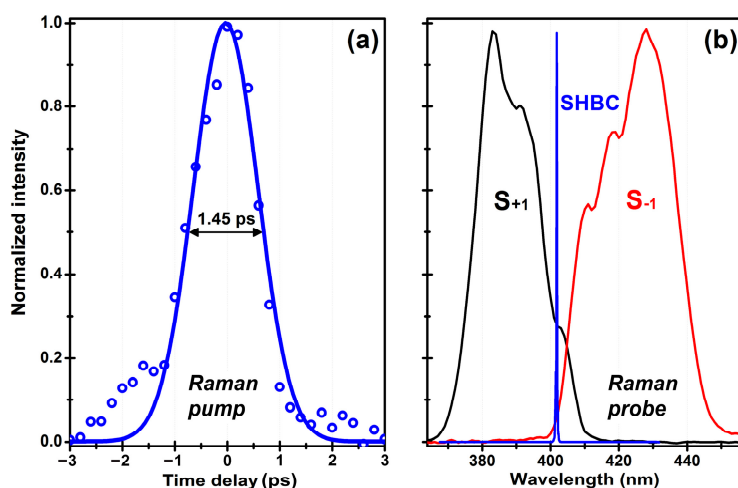 (a)
(b)
Normalized intensity
1.0
0.8
0.6
0.4
0.2
0.0
1.45 ps
Raman
pump
−3 −2 −1 0 1 2 3
Time delay (ps)
SHBC
S+1
S-1
Raman
probe
380 400 420 440
Wavelength (nm)